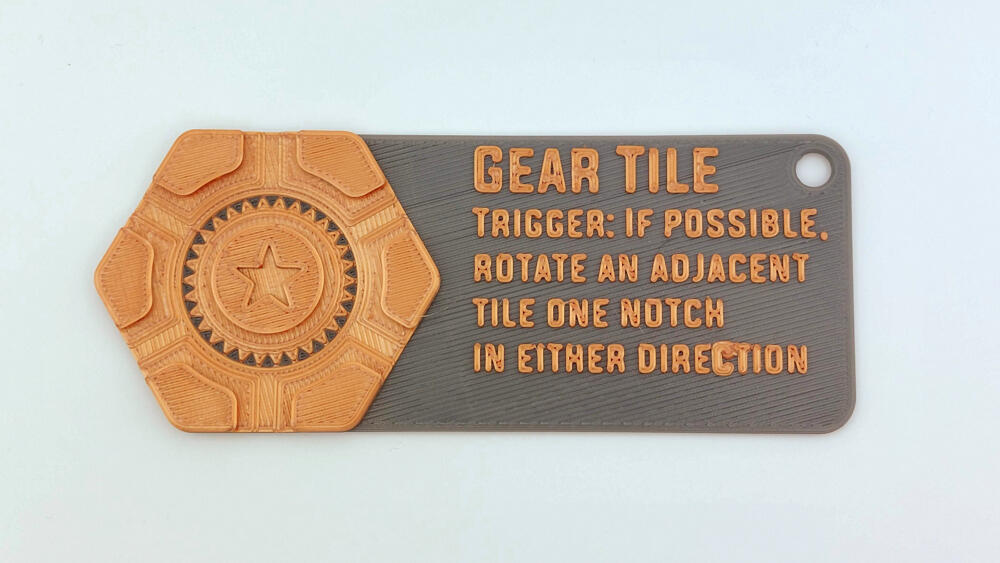 GEAR TILE
TRIGGER: IF POSSIBLE,
ROTATE AN ADJACENT
TILE ONE NOTCH
IN EITHER DIRECTION